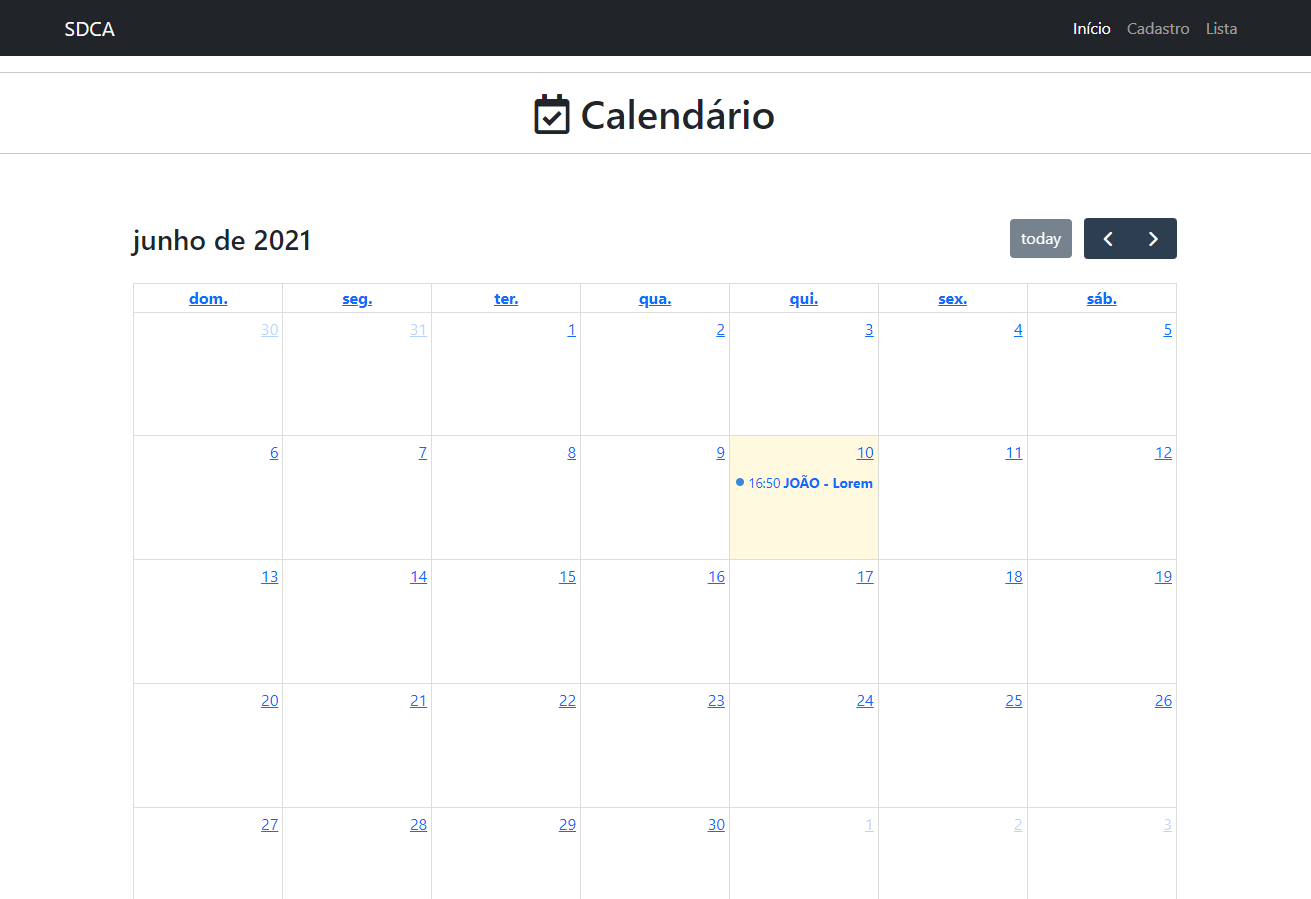 SDCA Início Cadastro Lista
Calendário
junho de 2021 today
dom. seg. ter. qua. qui. sex. sáb.
30 31 1 2 3 4 5
6 7 8 9 10 11 12
16:50 JOÃO - Lorem
13 14 15 16 17 18 19
20 21 22 23 24 25 26
27 28 29 30 1 2 3